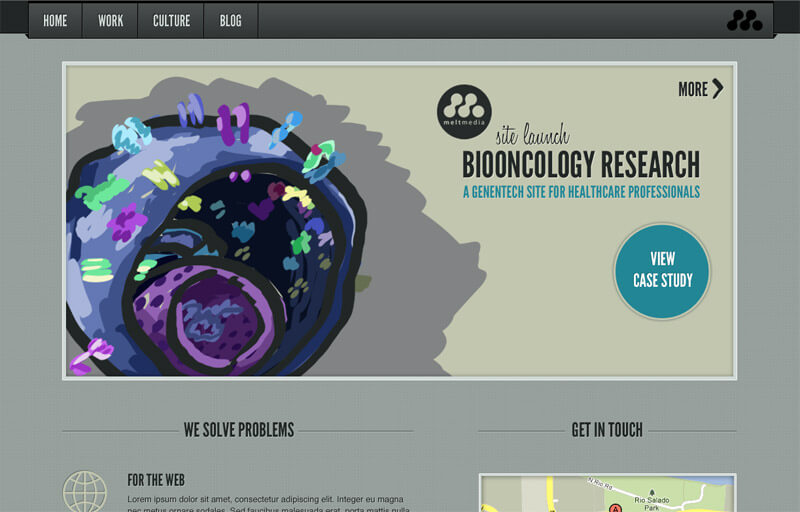 HOME WORK CULTURE BLOG
MORE
meltmedia
site launch
BIOONCOLOGY RESEARCH
A GENENTECH SITE FOR HEALTHCARE PROFESSIONALS
VIEW
CASE STUDY
WE SOLVE PROBLEMS
GET IN TOUCH
FOR THE WEB
Lorem ipsum dolor sit amet, consectetur adipiscing elit. Integer eu magna
nec metus ornare sodales. Sed faucibus malesuada erat, porta mattis nulla
N Rio Rd
Rio Salado
Park
A